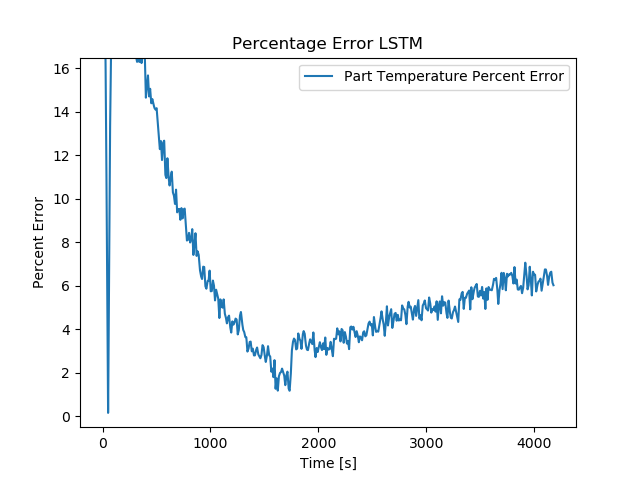 Percentage Error LSTM
Part Temperature Percent Error
16
14
12
10
8
6
4
2
0
Percent Error
0 1000 2000 3000 4000
Time [s]